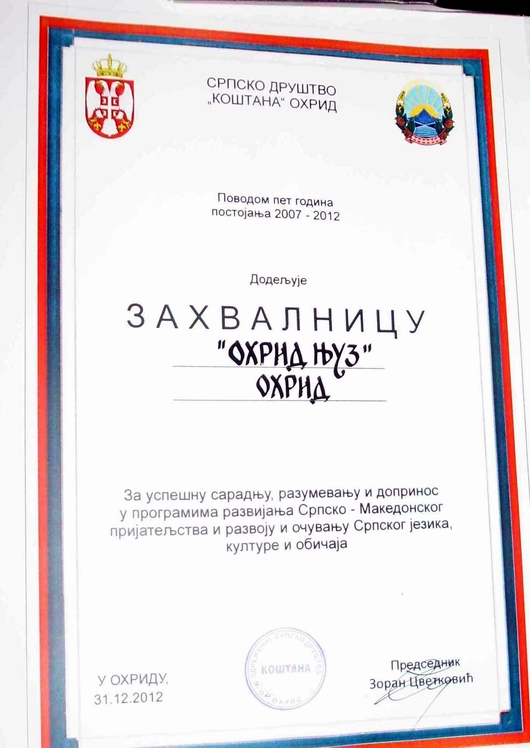 СРПСКО ДРУШТВО
„КОШТАНА“ ОХРИД
Поводом пет година
постојања 2007 - 2012
Додељује
ЗАХВАЛНИЦУ
"ОХРИД ЊУЗ"
ОХРИД
За успешну сарадњу, разумевању и допринос
у програмима развијања Српско - Македонског
пријатељства и развоју и очувању Српског језика,
културе и обичаја
КОШТАНА
ОХРИД
У ОХРИДУ,
31.12.2012
Председник
Зоран Цветковић